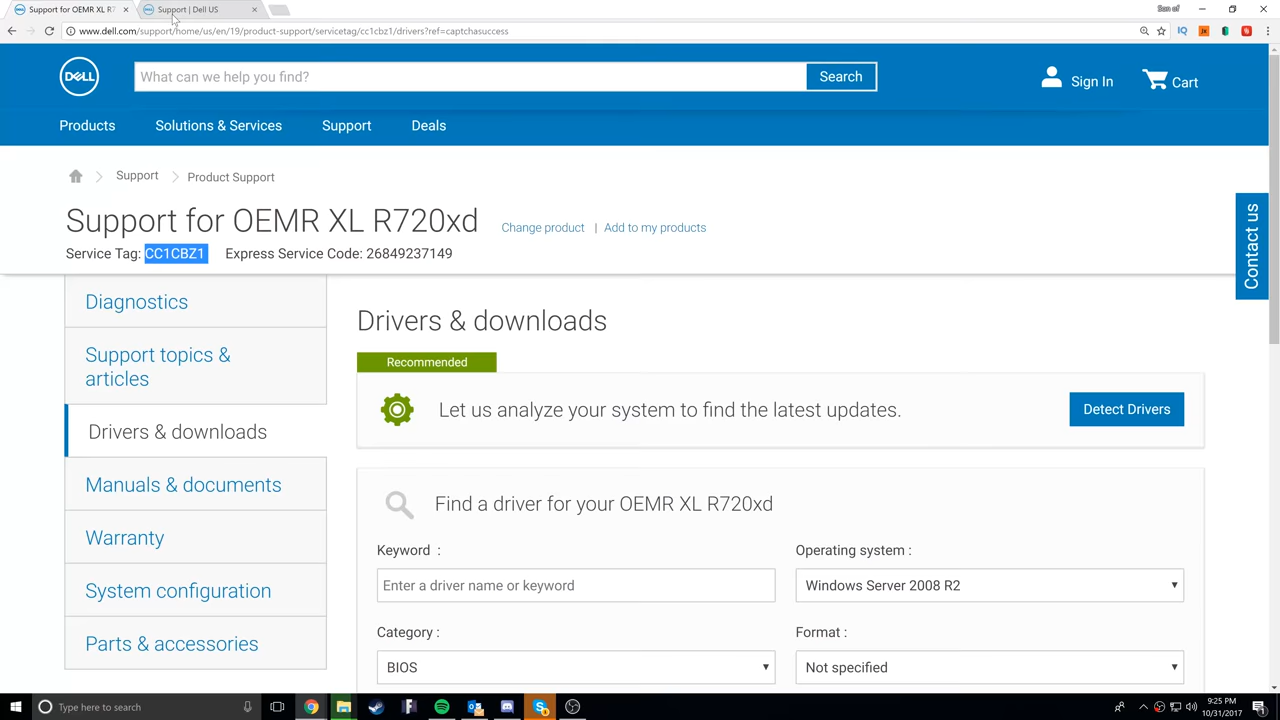 Support for OEMR XL R7
Support | Dell US
Son of
www.dell.com/support/home/us/en/19/product-support/servicetag/cc1cbz1/drivers?ref=captchasuccess
IQ
DELL
What can we help you find?
Search
Sign In
Cart
Products
Solutions & Services
Support
Deals
Support
Product Support
Support for OEMR XL R720xd
Change product | Add to my products
Service Tag: CC1CBZ1 Express Service Code: 26849237149
Contact us
Diagnostics
Support topics &
articles
Drivers & downloads
Manuals & documents
Warranty
System configuration
Parts & accessories
Drivers & downloads
Recommended
Let us analyze your system to find the latest updates.
Detect Drivers
Find a driver for your OEMR XL R720xd
Keyword :
Enter a driver name or keyword
Operating system :
Windows Server 2008 R2
Category :
BIOS
Format :
Not specified
Type here to search
9:25 PM
10/31/2017